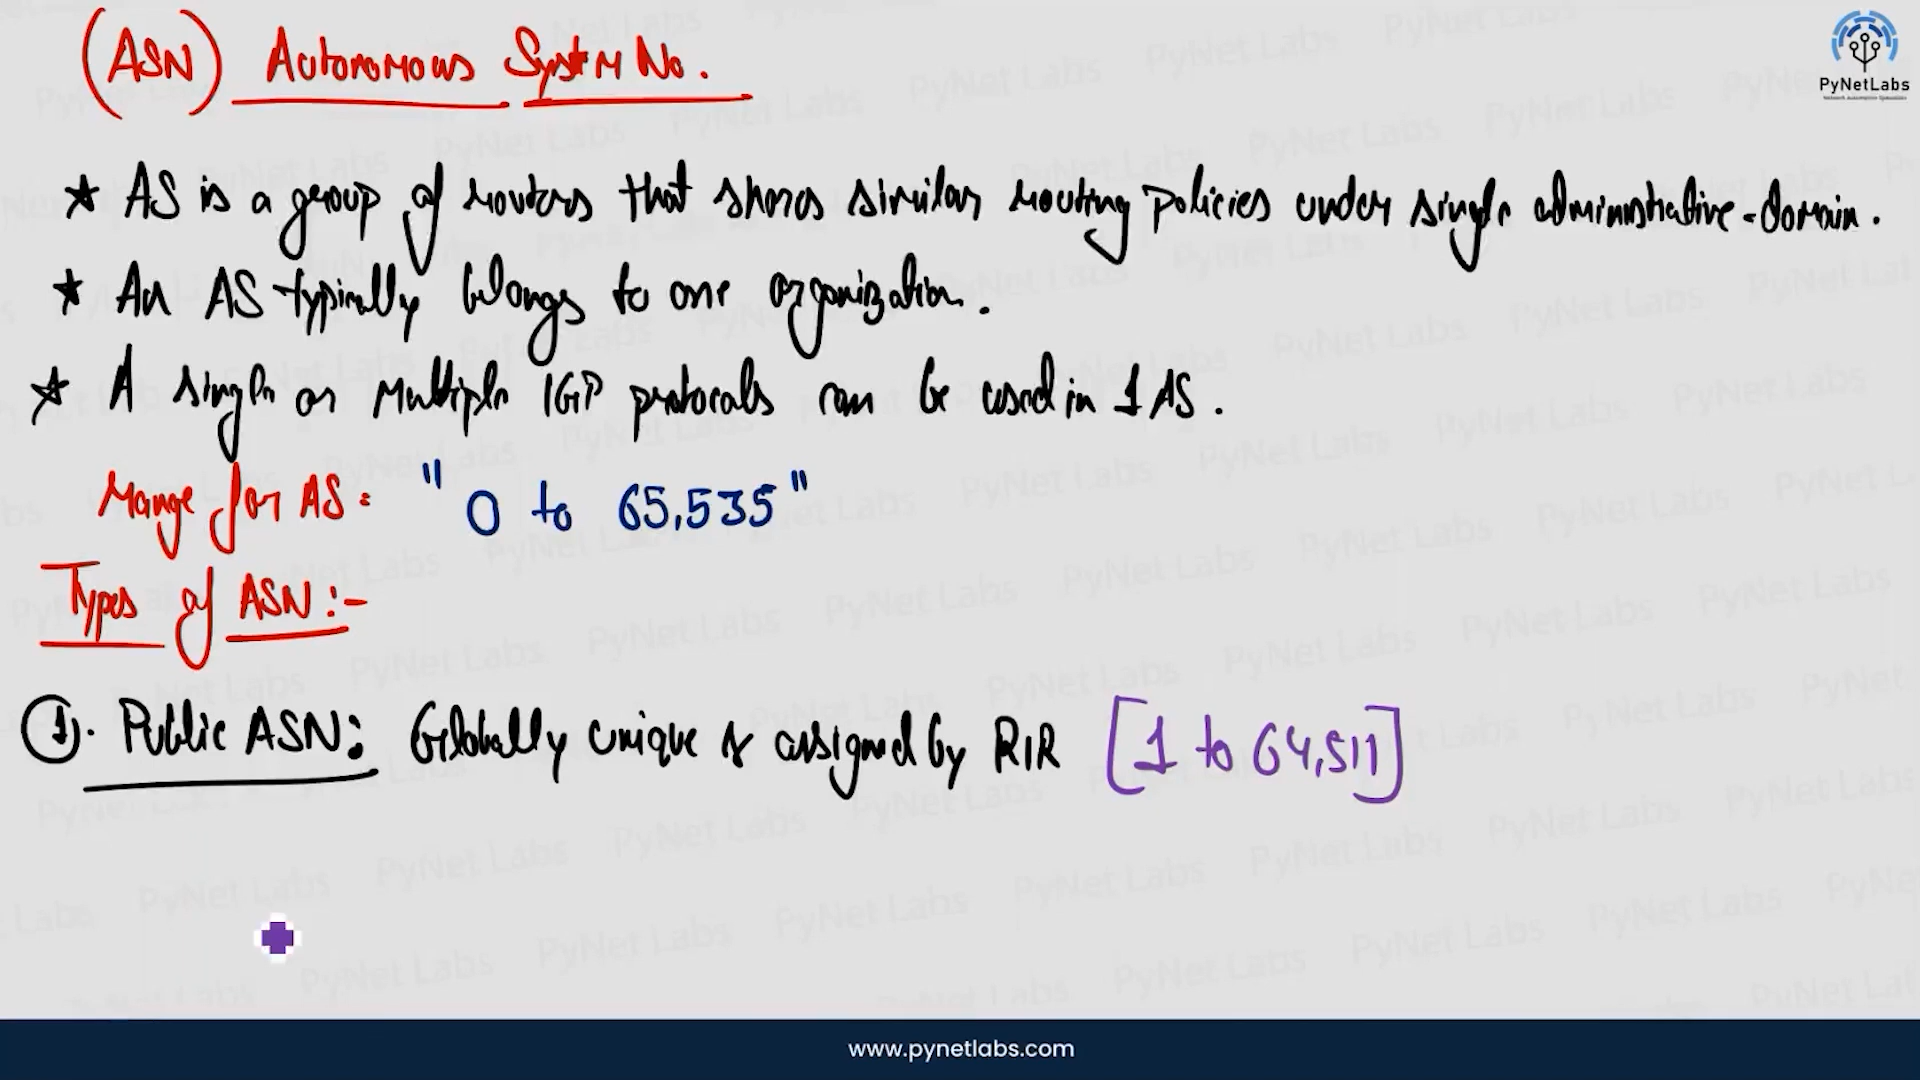 (ASN) Autonomous System No.
PyNetLabs
★ AS is a group of routers that shares similar routing policies under single administrative-domain.
★ An AS typically belongs to one organization.
★ A single or Multiple IGP protocols can be used in 1 AS.
Range for AS: "0 to 65,535"
Types of ASN:-
①. Public ASN: Globally unique & assigned by RIR [1 to 64,511]
www.pynetlabs.com